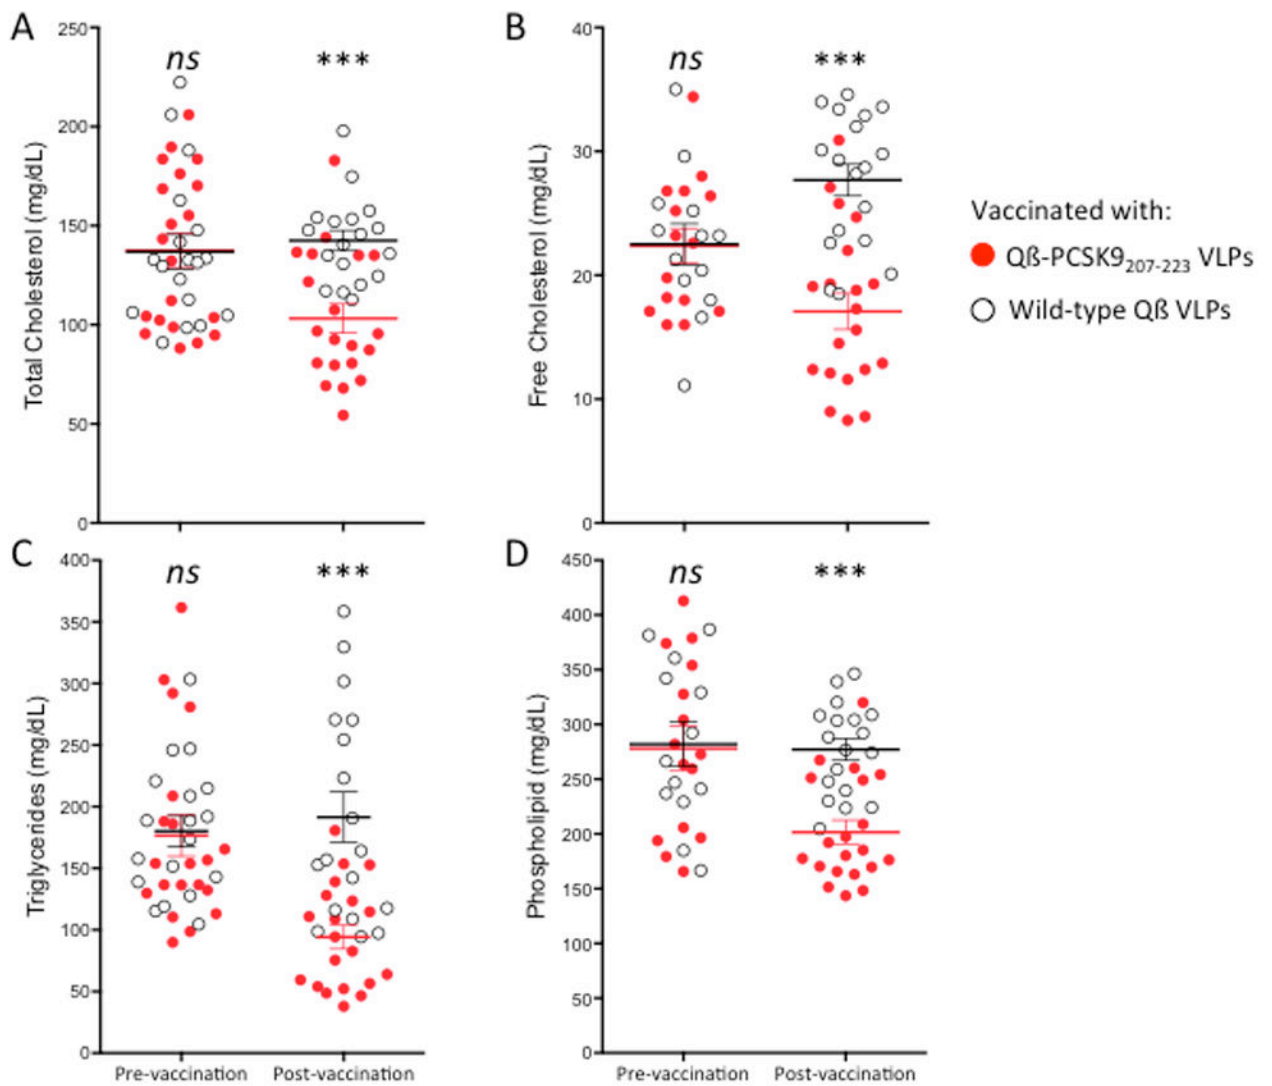 A
250
200
150
100
50
0
Total Cholesterol (mg/dL)
ns
***
B
40
30
20
10
0
Free Cholesterol (mg/dL)
ns
***
Vaccinated with:
Qß-PCSK9207-223 VLPs
Wild-type Qß VLPs
C
400
350
300
250
200
150
100
50
0
Triglycerides (mg/dL)
ns
***
Pre-vaccination
Post-vaccination
D
450
400
350
300
250
200
150
100
50
0
Phospholipid (mg/dL)
ns
***
Pre-vaccination
Post-vaccination